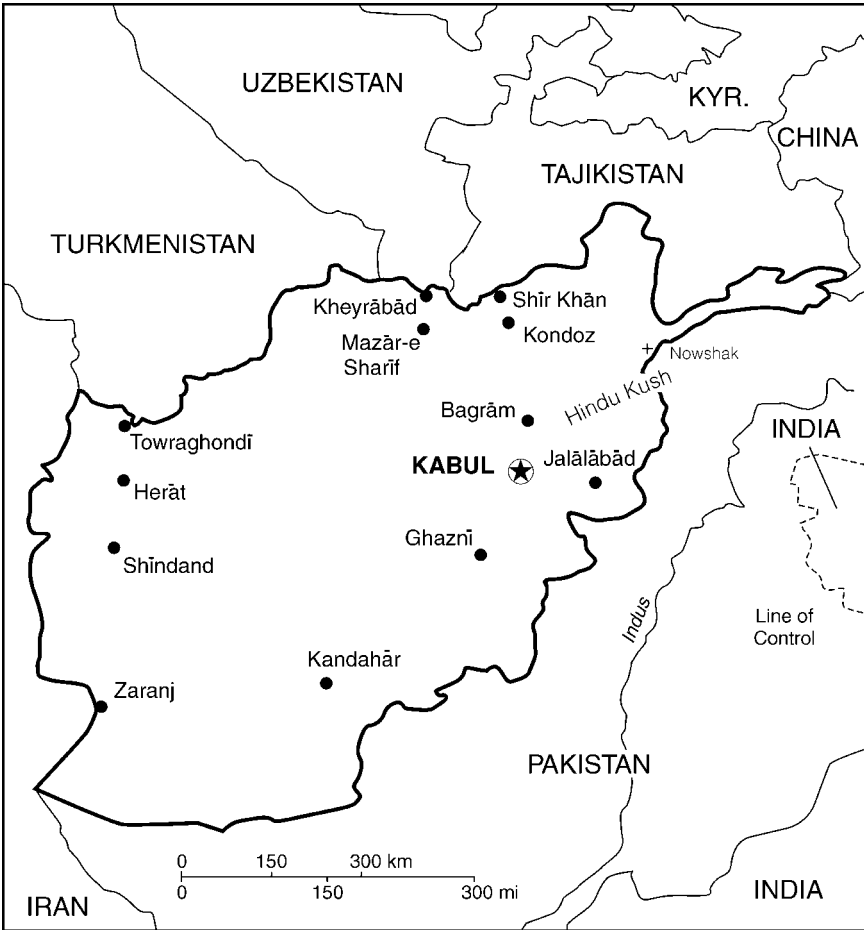 UZBEKISTAN
KYR.
CHINA
TAJIKISTAN
TURKMENISTAN
Kheyrābād
Shīr Khān
Mazār-e
Sharīf
Kondoz
Nowshak
Hindu Kush
Bagrām
INDIA
Towraghondī
KABUL
Jalālābād
Herāt
Ghaznī
Shīndand
Indus
Line of
Control
Kandahār
Zaranj
PAKISTAN
0 150 300 km
0 150 300 mi
IRAN
INDIA